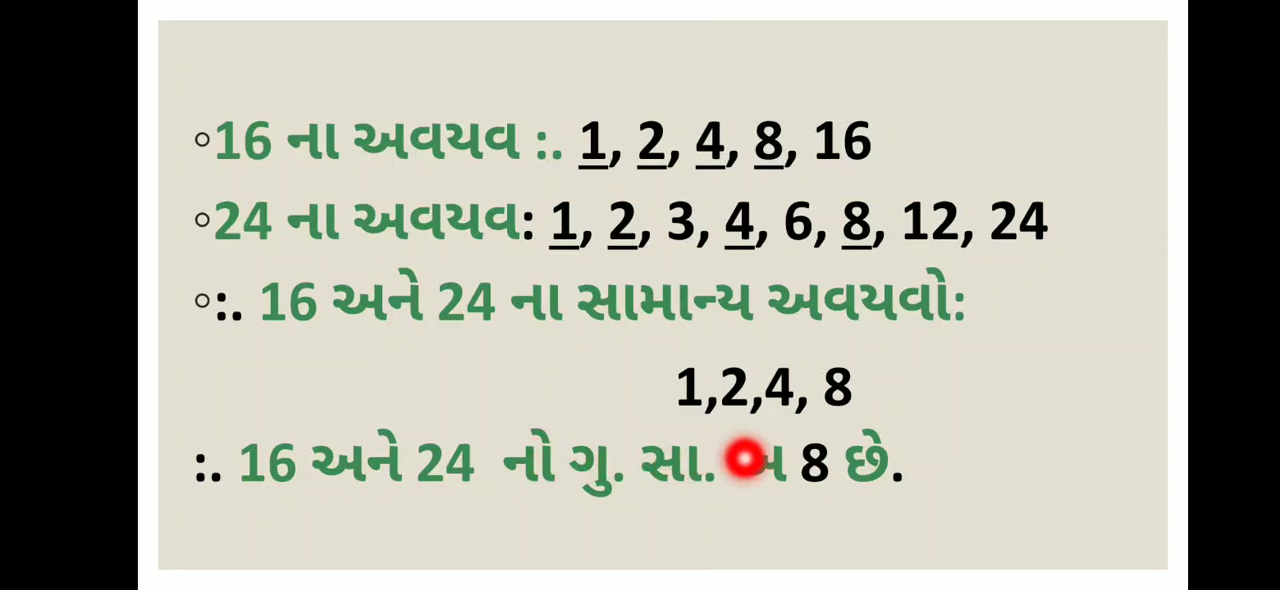 ◦16 ના અવયવ :. 1, 2, 4, 8, 16
◦24 ના અવયવ: 1, 2, 3, 4, 6, 8, 12, 24
◦:. 16 અને 24 ના સામાન્ય અવયવો:
1,2,4, 8
:. 16 અને 24 નો ગુ. સા. અ 8 છે.